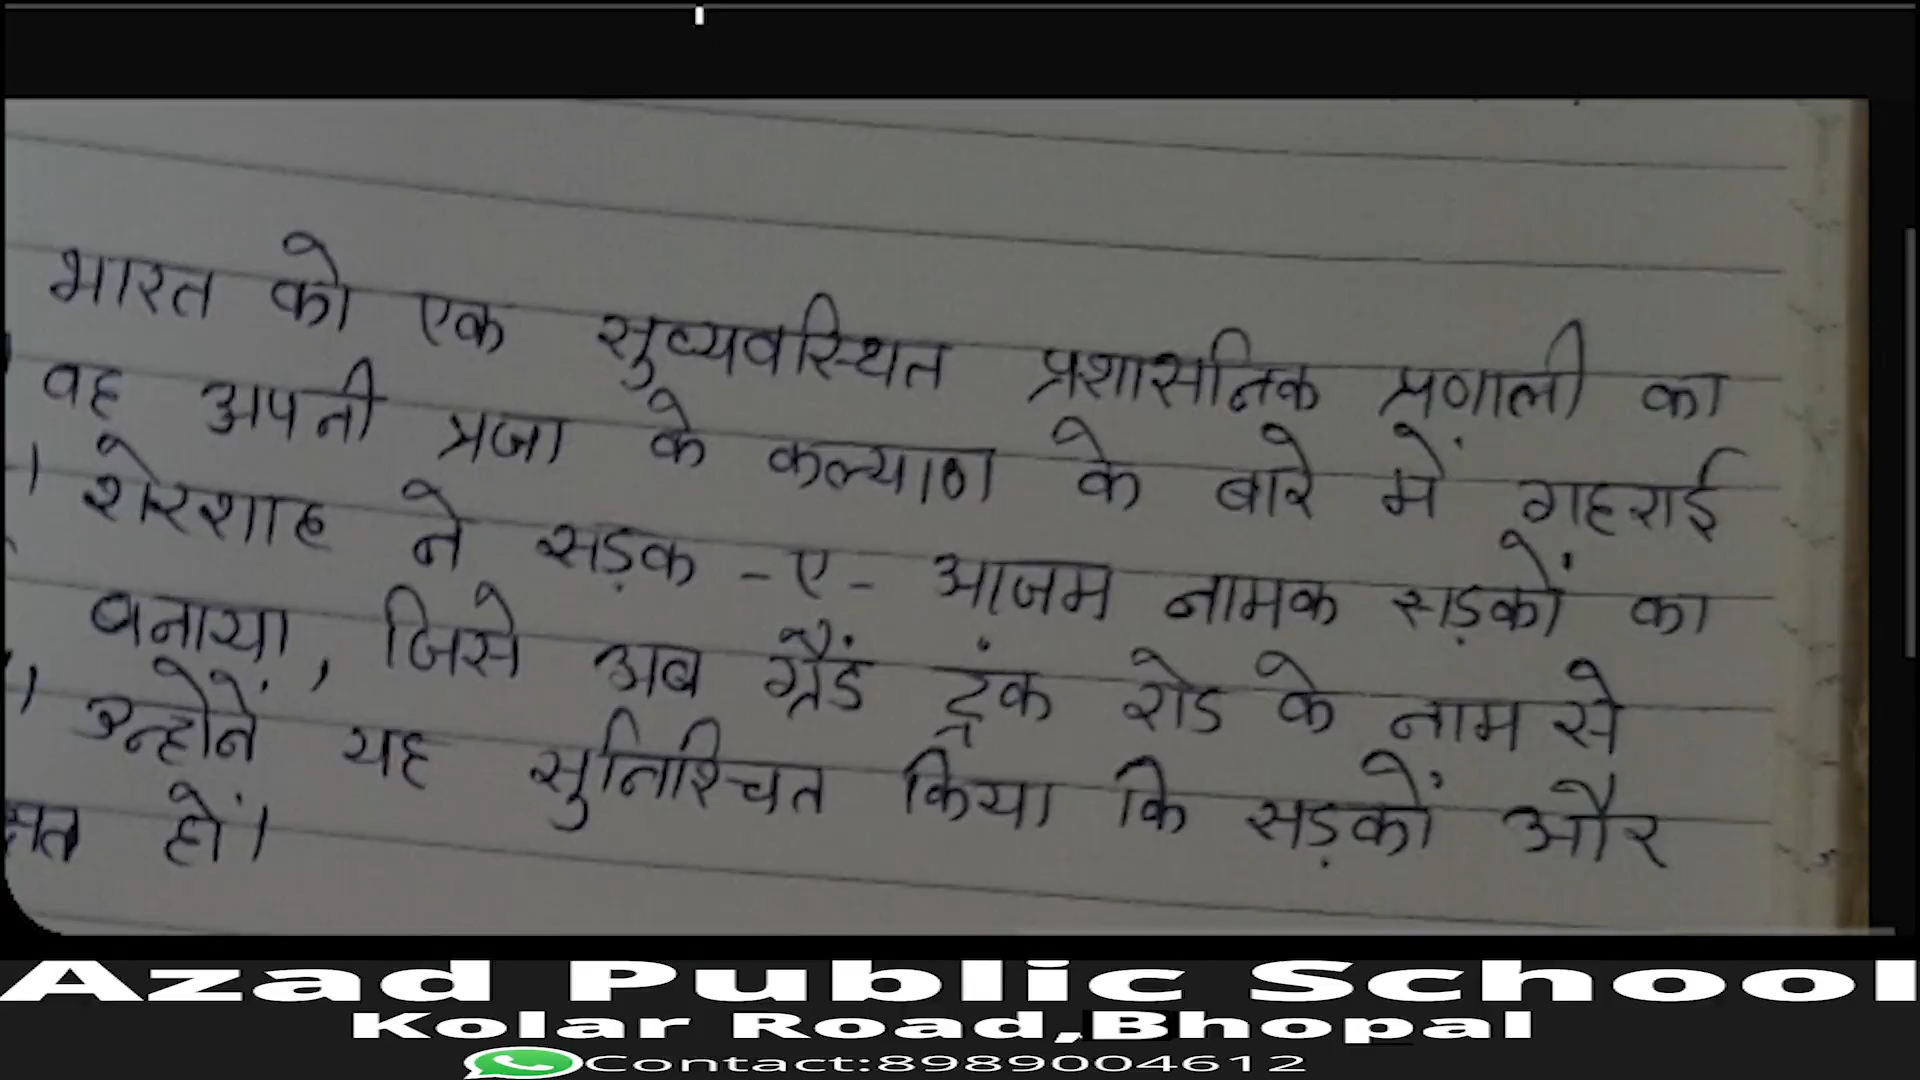 भारत को एक सुव्यवस्थित प्रशासनिक प्रणाली का
वह अपनी प्रजा के कल्याण के बारे में गहराई
। शेरशाह ने सड़क -ए- आजम नामक सड़कों का
बनाया, जिसे अब ग्रैंड ट्रंक रोड के नाम से
। उन्होनें यह सुनिश्चित किया कि सड़कों और
हों।
Azad Public School
Kolar Road,Bhopal
Contact:8989004612